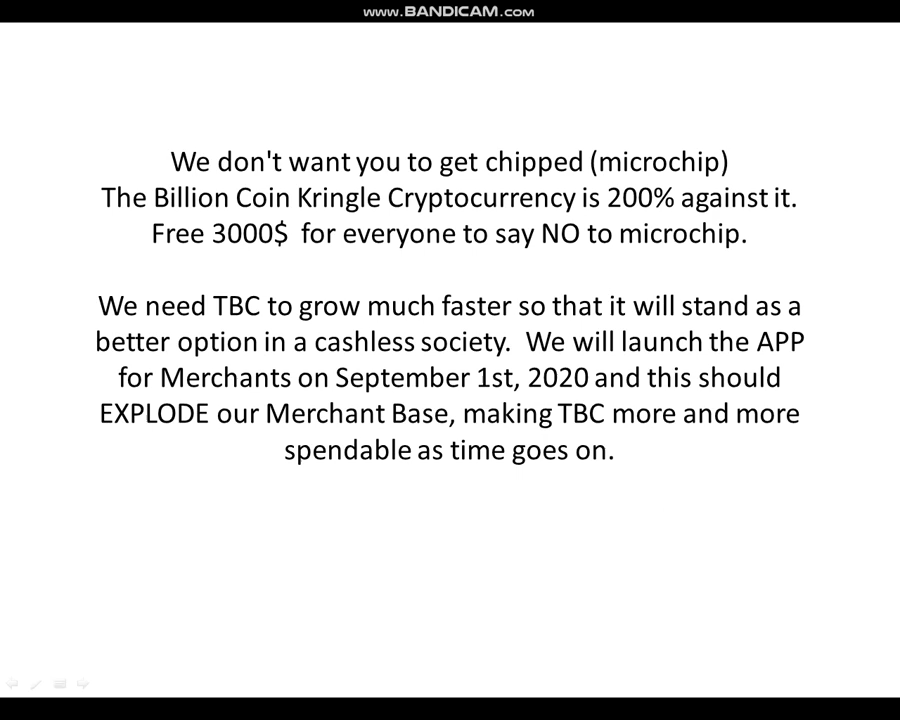 www.BANDICAM.com
We don't want you to get chipped (microchip)
The Billion Coin Kringle Cryptocurrency is 200% against it.
Free 3000$  for everyone to say NO to microchip.
We need TBC to grow much faster so that it will stand as a
better option in a cashless society.  We will launch the APP
for Merchants on September 1st, 2020 and this should
EXPLODE our Merchant Base, making TBC more and more
spendable as time goes on.